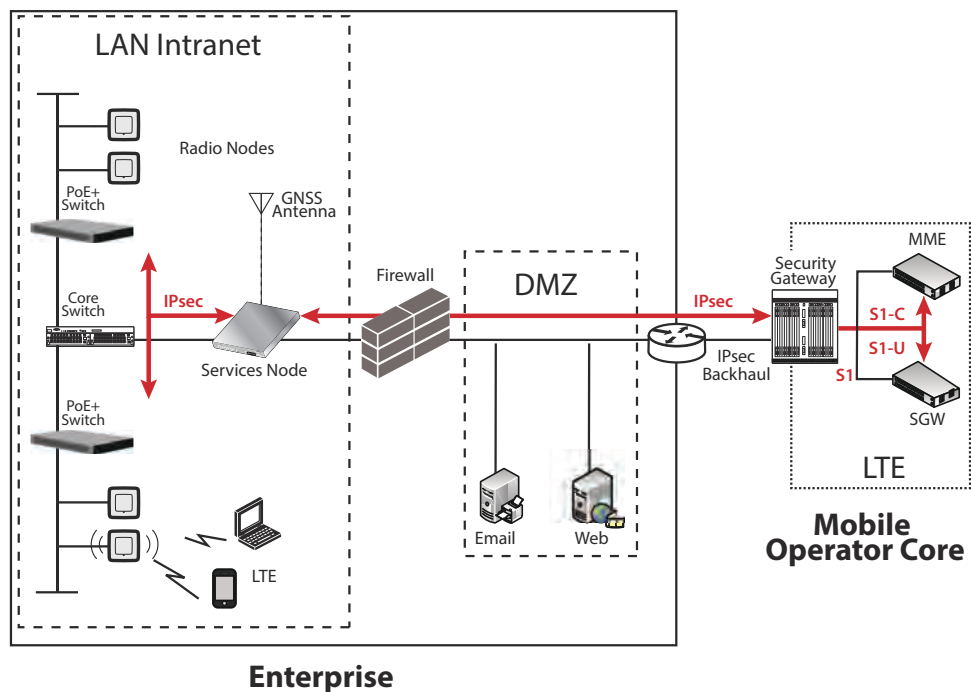 LAN Intranet
Radio Nodes
PoE+
Switch
GNSS
Antenna
Core
Switch
IPsec
Services Node
PoE+
Switch
LTE
Firewall
DMZ
Email
Web
IPsec
IPsec
Backhaul
Security
Gateway
MME
S1-C
S1-U
S1
SGW
LTE
Mobile
Operator Core
Enterprise